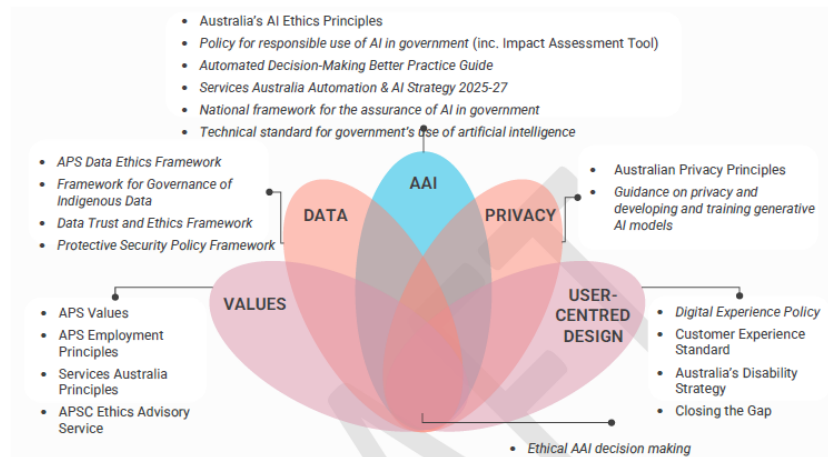 • Australia's AI Ethics Principles
• Policy for responsible use of AI in government (inc. Impact Assessment Tool)
• Automated Decision-Making Better Practice Guide
• Services Australia Automation & AI Strategy 2025-27
• National framework for the assurance of AI in government
• Technical standard for government's use of artificial intelligence
• APS Data Ethics Framework
• Framework for Governance of
Indigenous Data
• Data Trust and Ethics Framework
• Protective Security Policy Framework
AAI
DATA
PRIVACY
• Australian Privacy Principles
• Guidance on privacy and
developing and training generative
AI models
VALUES
USER-
CENTRED
DESIGN
• APS Values
• APS Employment
Principles
• Services Australia
Principles
• APSC Ethics Advisory
Service
• Digital Experience Policy
• Customer Experience
Standard
• Australia's Disability
Strategy
• Closing the Gap
• Ethical AAI decision making